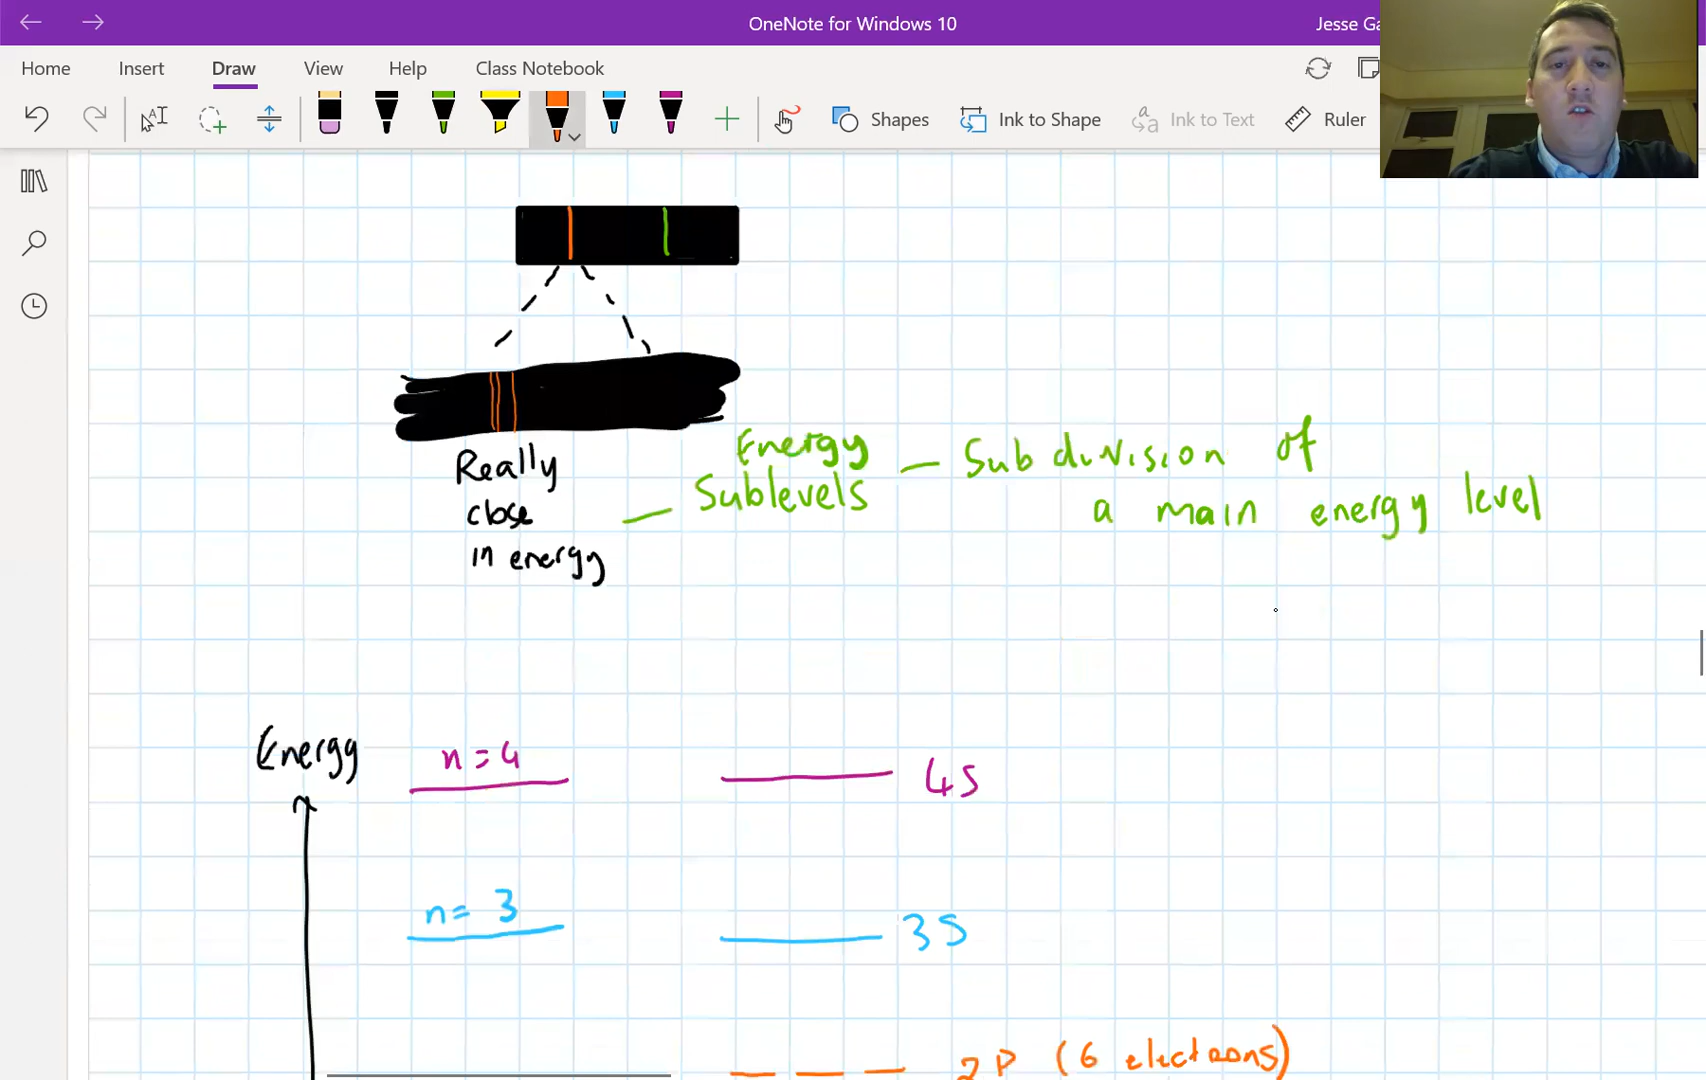 OneNote for Windows 10
Jesse Ga
Home Insert Draw View Help Class Notebook
Shapes Ink to Shape Ink to Text Ruler
Really
close
in energy
Energy
Sublevels
Subdivision of
a main energy level
Energy
n=4
4s
n=3
3s
2p (6 electrons)